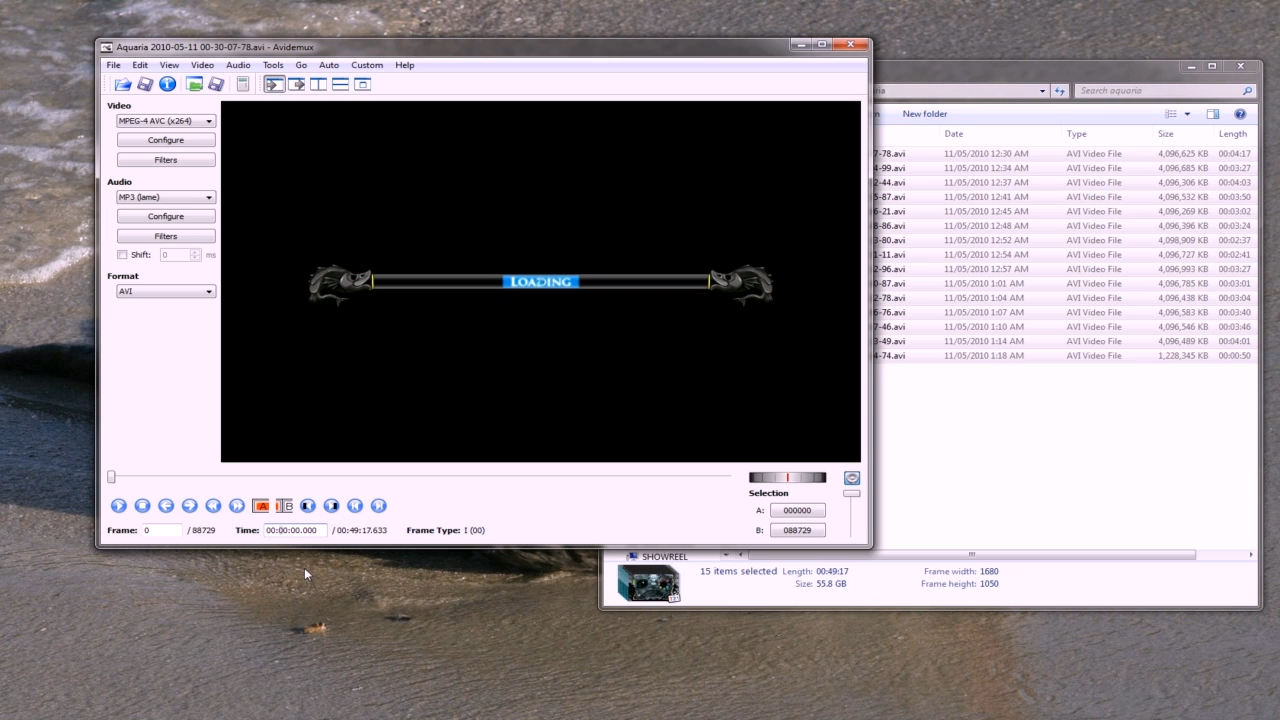 Aquaria 2010-05-11 00-30-07-78.avi - Avidemux
File Edit View Video Audio Tools Go Auto Custom Help
Video
MPEG-4 AVC (x264)
Configure
Filters
Audio
MP3 (lame)
Configure
Filters
Shift: 0 ms
Format
AVI
LOADING
A B
Selection
A: 000000
B: 088729
Frame: 0 / 88729 Time: 00:00:00.000 / 00:49:17.633 Frame Type: I (00)
Search aquaria
New folder
Date Type Size Length
7-78.avi 11/05/2010 12:30 AM AVI Video File 4,096,625 KB 00:04:17
4-99.avi 11/05/2010 12:34 AM AVI Video File 4,096,685 KB 00:03:27
2-44.avi 11/05/2010 12:37 AM AVI Video File 4,096,306 KB 00:04:03
5-87.avi 11/05/2010 12:41 AM AVI Video File 4,096,532 KB 00:03:50
6-21.avi 11/05/2010 12:45 AM AVI Video File 4,096,269 KB 00:03:02
8-86.avi 11/05/2010 12:48 AM AVI Video File 4,096,396 KB 00:03:24
3-80.avi 11/05/2010 12:52 AM AVI Video File 4,098,909 KB 00:02:37
1-11.avi 11/05/2010 12:54 AM AVI Video File 4,096,727 KB 00:02:41
2-96.avi 11/05/2010 12:57 AM AVI Video File 4,096,993 KB 00:03:27
0-87.avi 11/05/2010 1:01 AM AVI Video File 4,096,785 KB 00:03:01
2-78.avi 11/05/2010 1:04 AM AVI Video File 4,096,438 KB 00:03:04
6-76.avi 11/05/2010 1:07 AM AVI Video File 4,096,583 KB 00:03:40
7-46.avi 11/05/2010 1:10 AM AVI Video File 4,096,546 KB 00:03:46
3-49.avi 11/05/2010 1:14 AM AVI Video File 4,096,489 KB 00:04:01
4-74.avi 11/05/2010 1:18 AM AVI Video File 1,228,345 KB 00:00:50
SHOWREEL
15 items selected Length: 00:49:17 Frame width: 1680
Size: 55.8 GB Frame height: 1050